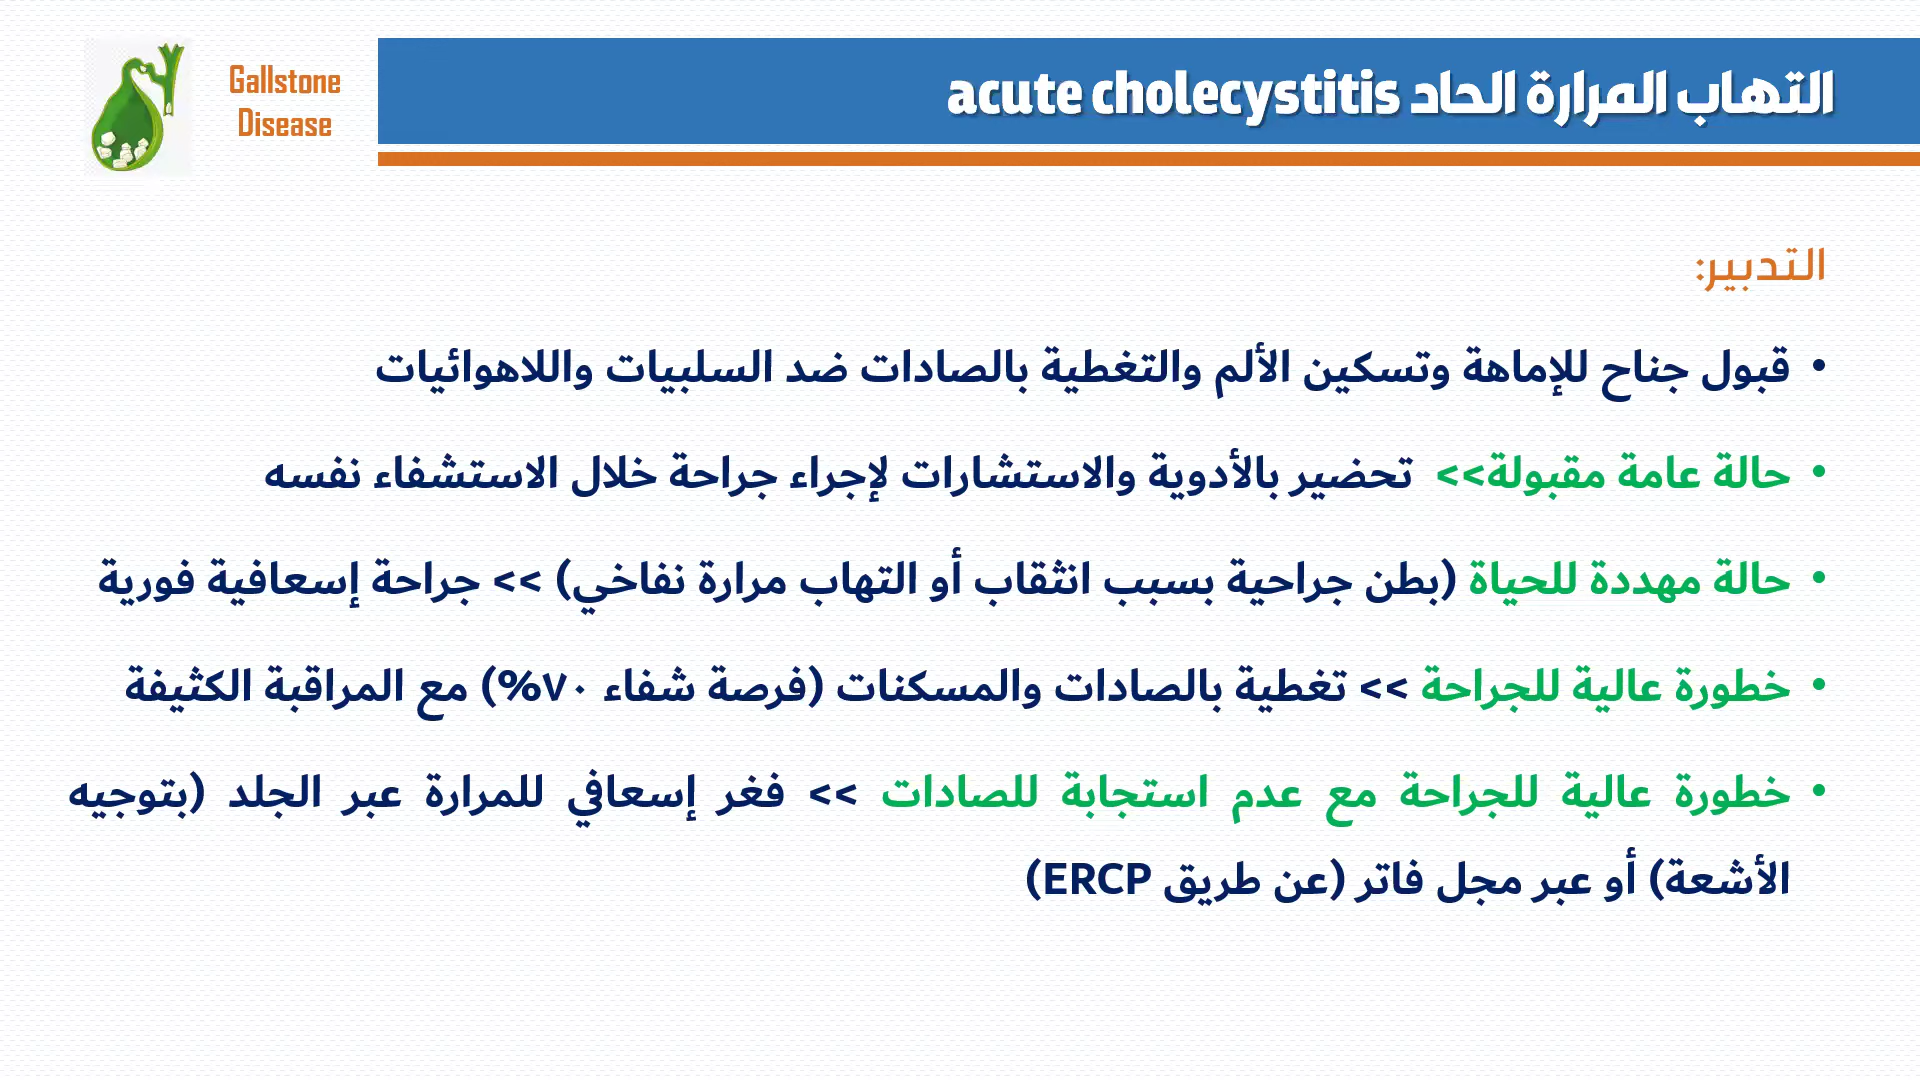 التهاب المرارة الحاد acute cholecystitis
Gallstone
Disease
التدبير:
• قبول جناح للإماهة وتسكين الألم والتغطية بالصادات ضد السلبيات واللاهوائيات
• حالة عامة مقبولة>> تحضير بالأدوية والاستشارات لإجراء جراحة خلال الاستشفاء نفسه
• حالة مهددة للحياة (بطن جراحية بسبب انثقاب أو التهاب مرارة نفاخي) >> جراحة إسعافية فورية
• خطورة عالية للجراحة >> تغطية بالصادات والمسكنات (فرصة شفاء ٧٠%) مع المراقبة الكثيفة
• خطورة عالية للجراحة مع عدم استجابة للصادات >> فغر إسعافي للمرارة عبر الجلد (بتوجيه
الأشعة) أو عبر مجل فاتر (عن طريق ERCP)